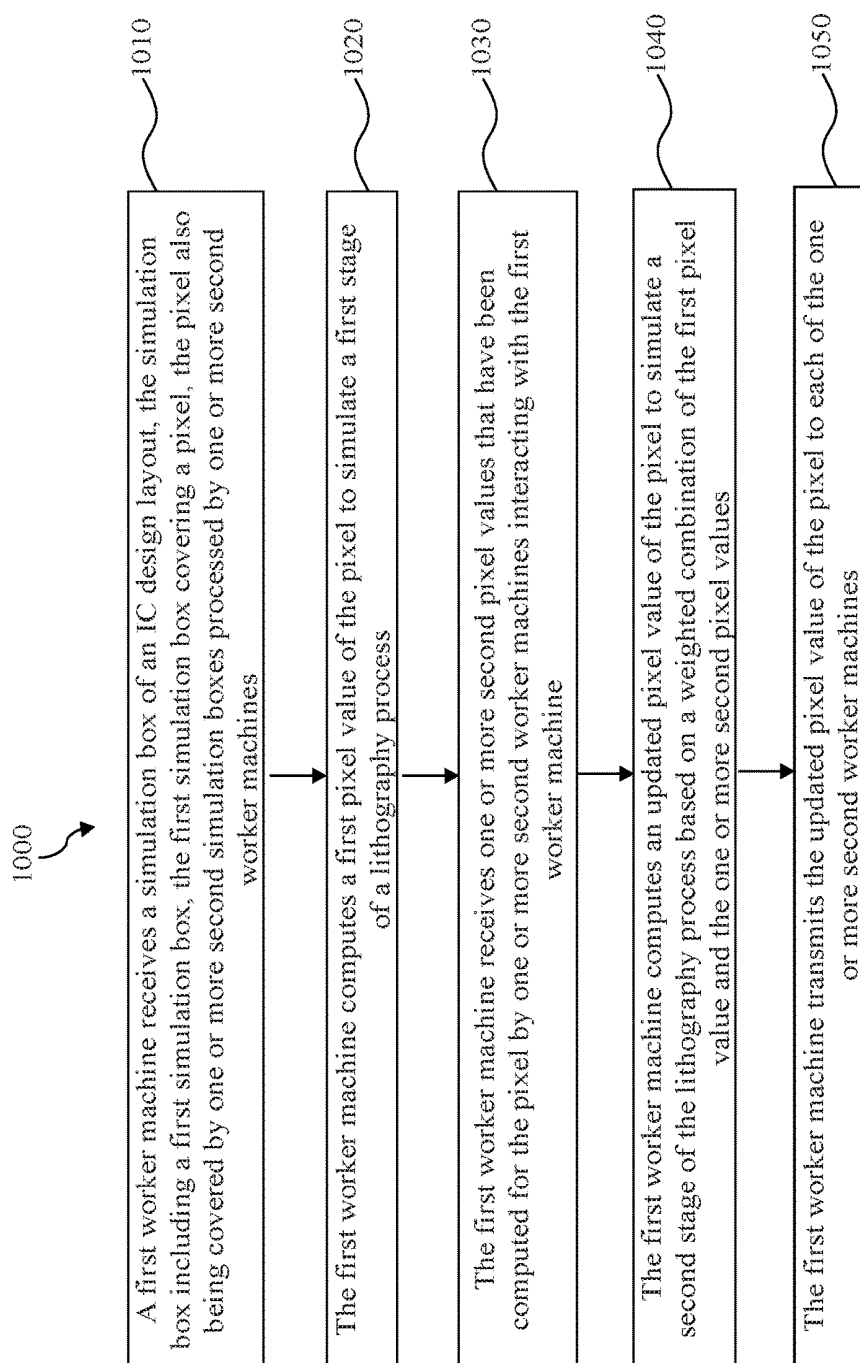 1000
A first worker machine receives a simulation box of an IC design layout, the simulation
box including a first simulation box, the first simulation box covering a pixel, the pixel also
being covered by one or more second simulation boxes processed by one or more second
worker machines
1010
The first worker machine computes a first pixel value of the pixel to simulate a first stage
of a lithography process
1020
The first worker machine receives one or more second pixel values that have been
computed for the pixel by one or more second worker machines interacting with the first
worker machine
1030
The first worker machine computes an updated pixel value of the pixel to simulate a
second stage of the lithography process based on a weighted combination of the first pixel
value and the one or more second pixel values
1040
The first worker machine transmits the updated pixel value of the pixel to each of the one
or more second worker machines
1050